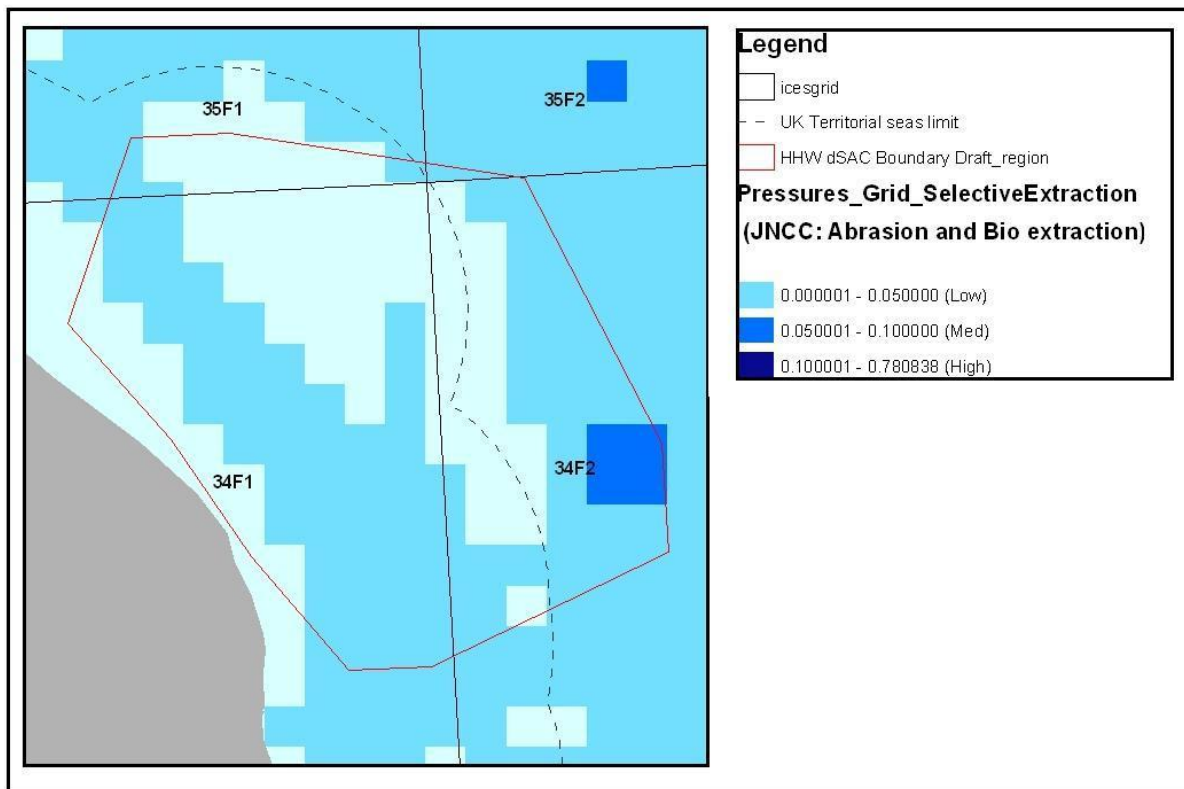 35F1
35F2
34F1
34F2
Legend
icesgrid
UK Territorial seas limit
HHW dSAC Boundary Draft_region
Pressures_Grid_SelectiveExtraction
(JNCC: Abrasion and Bio extraction)
0.000001 - 0.050000 (Low)
0.050001 - 0.100000 (Med)
0.100001 - 0.780838 (High)